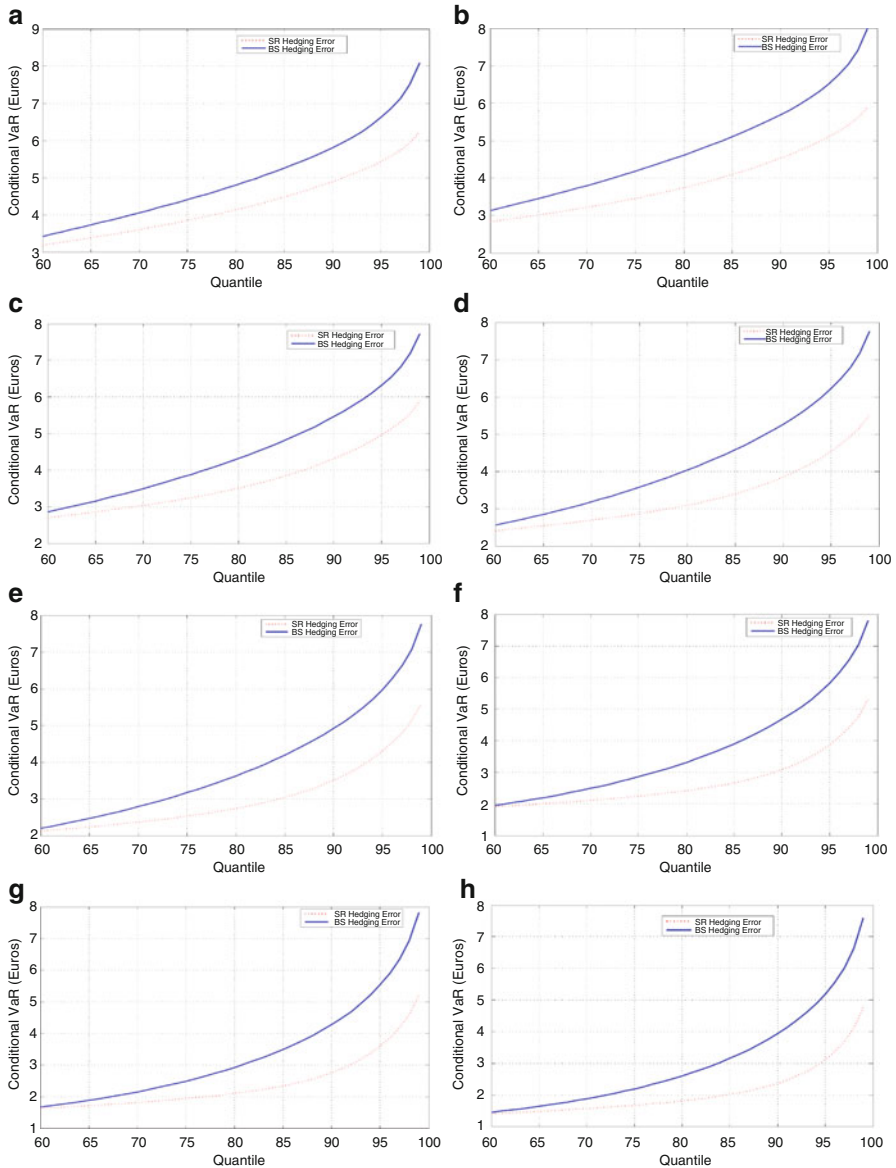 a
Conditional VaR (Euros)
9
8
7
6
5
4
3
SR Hedging Error
BS Hedging Error
60 65 70 75 80 85 90 95 100
Quantile
b
Conditional VaR (Euros)
8
7
6
5
4
3
2
SR Hedging Error
BS Hedging Error
60 65 70 75 80 85 90 95 100
Quantile
c
Conditional VaR (Euros)
8
7
6
5
4
3
2
SR Hedging Error
BS Hedging Error
60 65 70 75 80 85 90 95 100
Quantile
d
Conditional VaR (Euros)
8
7
6
5
4
3
2
SR Hedging Error
BS Hedging Error
60 65 70 75 80 85 90 95 100
Quantile
e
Conditional VaR (Euros)
8
7
6
5
4
3
2
SR Hedging Error
BS Hedging Error
60 65 70 75 80 85 90 95 100
Quantile
f
Conditional VaR (Euros)
8
7
6
5
4
3
2
1
SR Hedging Error
BS Hedging Error
60 65 70 75 80 85 90 95 100
Quantile
g
Conditional VaR (Euros)
8
7
6
5
4
3
2
1
SR Hedging Error
BS Hedging Error
60 65 70 75 80 85 90 95 100
Quantile
h
Conditional VaR (Euros)
8
7
6
5
4
3
2
1
SR Hedging Error
BS Hedging Error
60 65 70 75 80 85 90 95 100
Quantile